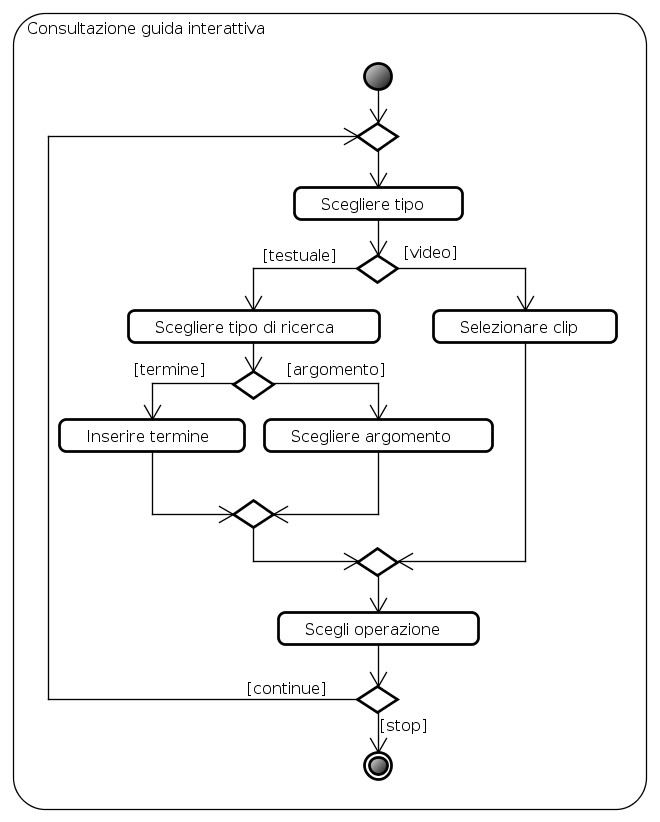 Consultazione guida interattiva
Scegliere tipo
[testuale]
[video]
Scegliere tipo di ricerca
Selezionare clip
[termine]
[argomento]
Inserire termine
Scegliere argomento
Scegli operazione
[continue]
[stop]